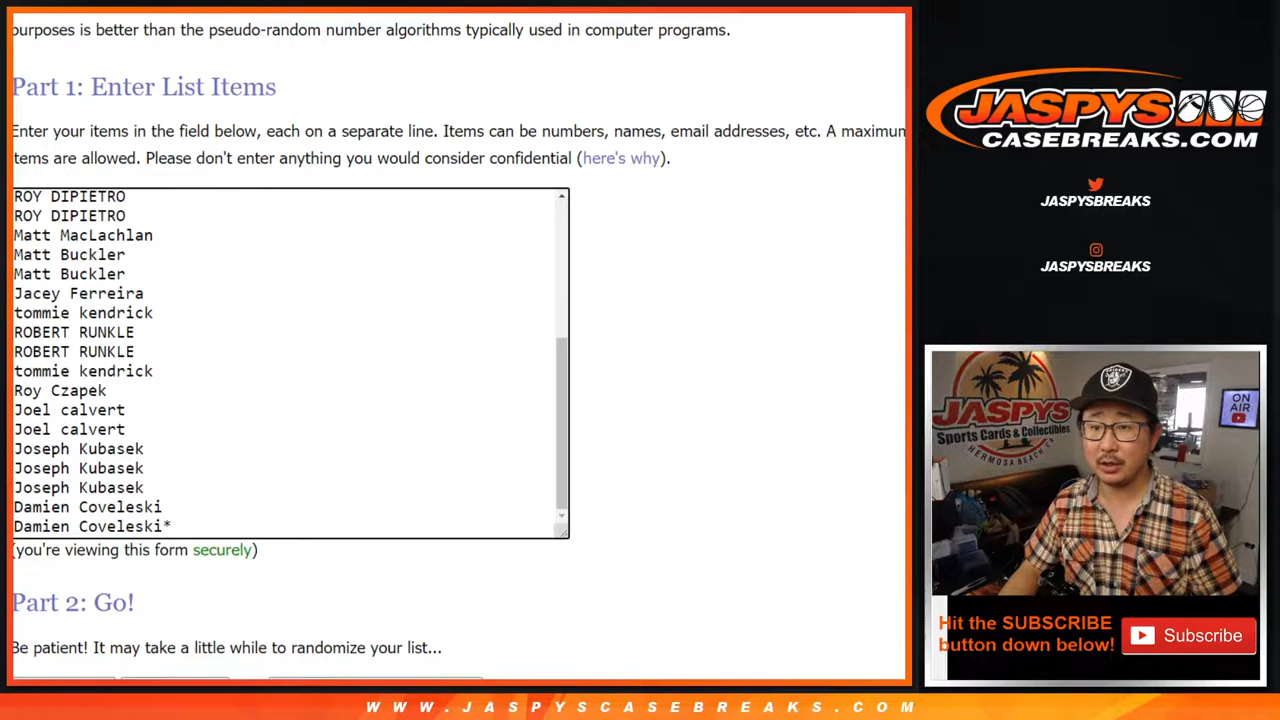 purposes is better than the pseudo-random number algorithms typically used in computer programs.
Part 1: Enter List Items
Enter your items in the field below, each on a separate line. Items can be numbers, names, email addresses, etc. A maximum
items are allowed. Please don't enter anything you would consider confidential (here's why).
ROY DIPIETRO
ROY DIPIETRO
Matt MacLachlan
Matt Buckler
Matt Buckler
Jacey Ferreira
tommie kendrick
ROBERT RUNKLE
ROBERT RUNKLE
tommie kendrick
Roy Czapek
Joel calvert
Joel calvert
Joseph Kubasek
Joseph Kubasek
Joseph Kubasek
Damien Coveleski
Damien Coveleski*
(you're viewing this form securely)
Part 2: Go!
Be patient! It may take a little while to randomize your list...
JASPYS
CASEBREAKS.COM
JASPYSBREAKS
JASPYSBREAKS
JASPYS
Sports Cards & Collectibles
HERMOSA BEACH CA
RAIDERS
ON
AIR
Hit the SUBSCRIBE
button down below!
Subscribe
WWW.JASPYSCASEBREAKS.COM